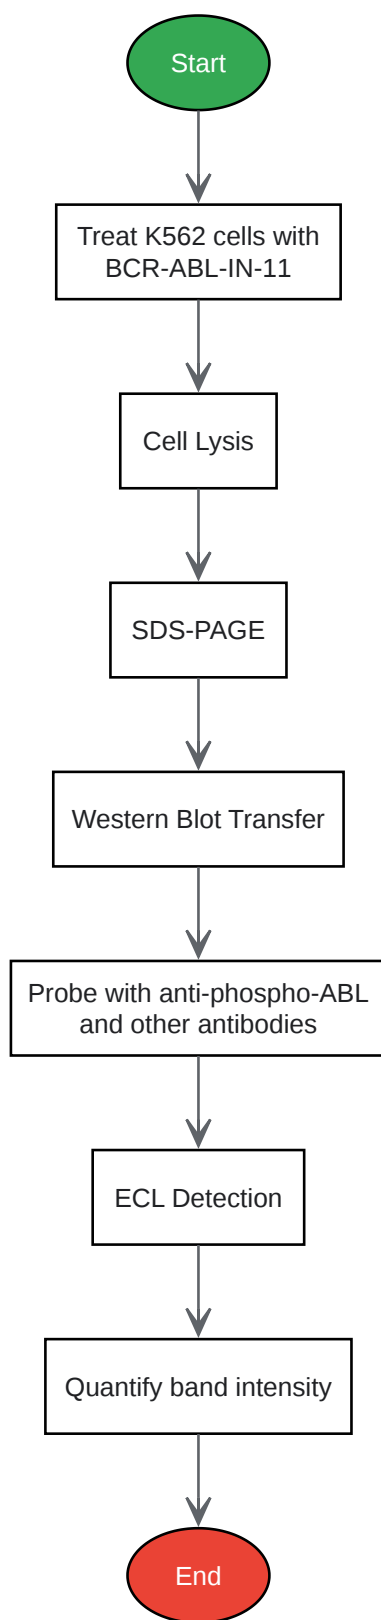 Start
Treat K562 cells with
BCR-ABL-IN-11
Cell Lysis
SDS-PAGE
Western Blot Transfer
Probe with anti-phospho-ABL
and other antibodies
ECL Detection
Quantify band intensity
End